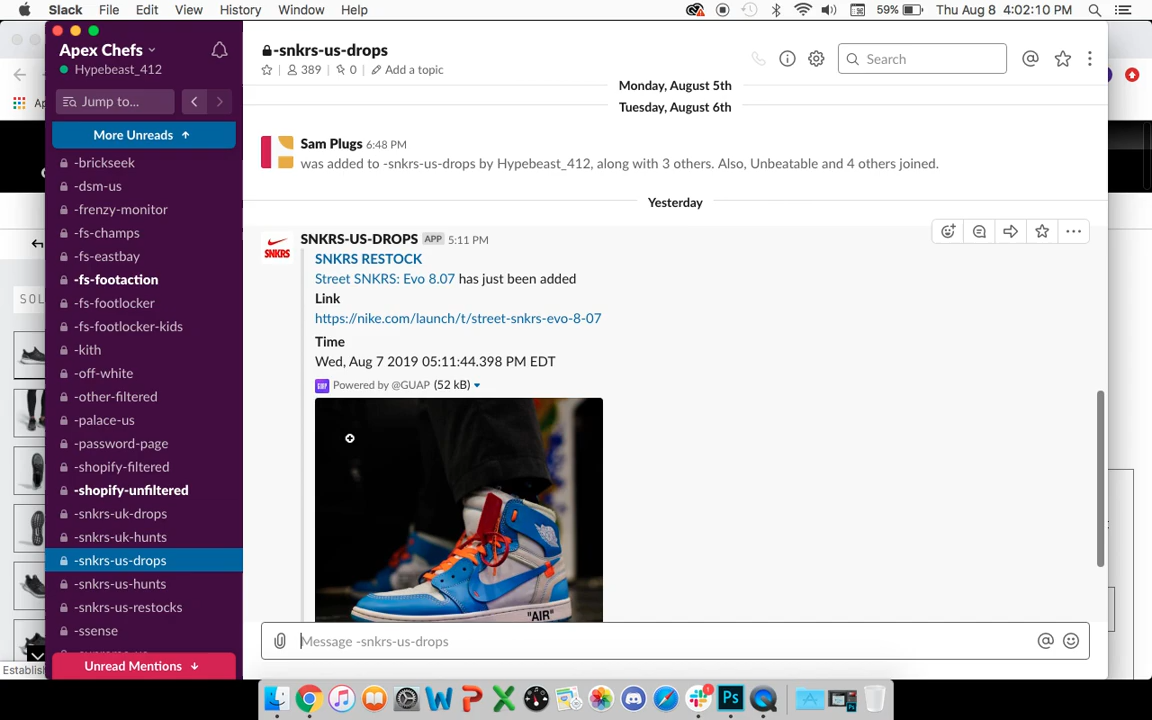 Slack File Edit View History Window Help 59% Thu Aug 8 4:02:10 PM
Apex Chefs
Hypebeast_412
Jump to...
More Unreads ↑
-brickseek
-dsm-us
-frenzy-monitor
-fs-champs
-fs-eastbay
-fs-footaction
-fs-footlocker
-fs-footlocker-kids
-kith
-off-white
-other-filtered
-palace-us
-password-page
-shopify-filtered
-shopify-unfiltered
-snkrs-uk-drops
-snkrs-uk-hunts
-snkrs-us-drops
-snkrs-us-hunts
-snkrs-us-restocks
-ssense
Unread Mentions ↓
-snkrs-us-drops
389 0 Add a topic
Search
Monday, August 5th
Tuesday, August 6th
Sam Plugs 6:48 PM
was added to -snkrs-us-drops by Hypebeast_412, along with 3 others. Also, Unbeatable and 4 others joined.
Yesterday
SNKRS
SNKRS-US-DROPS APP 5:11 PM
SNKRS RESTOCK
Street SNKRS: Evo 8.07 has just been added
Link
https://nike.com/launch/t/street-snkrs-evo-8-07
Time
Wed, Aug 7 2019 05:11:44.398 PM EDT
Powered by @GUAP (52 kB)
"AIR"
Message -snkrs-us-drops
SOL
Establis
Ps